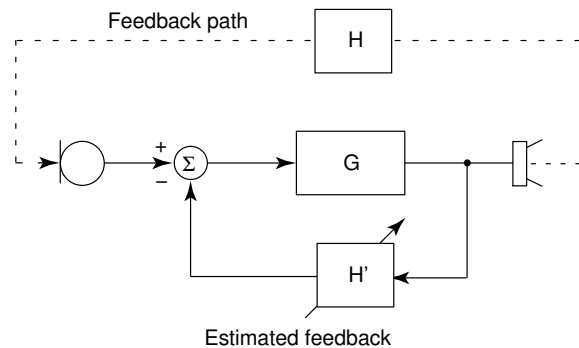 Feedback path
H
+
Σ
−
G
H'
Estimated feedback